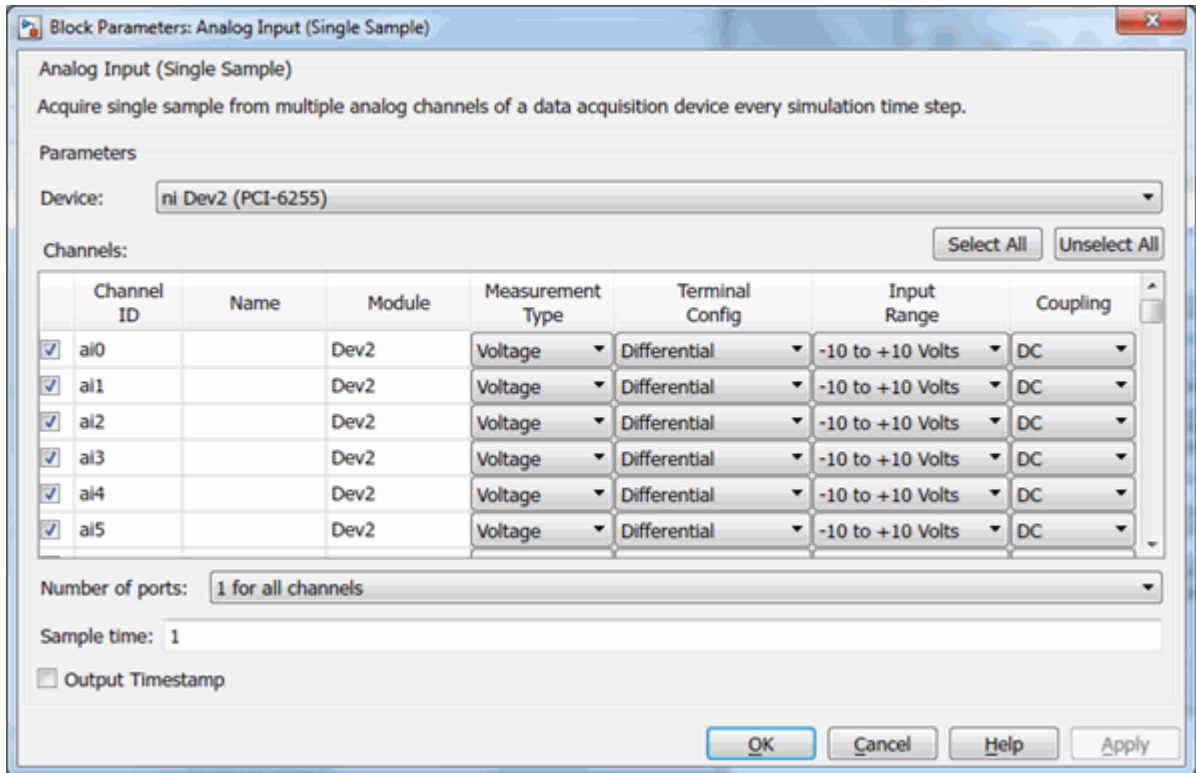 Block Parameters: Analog Input (Single Sample)
Analog Input (Single Sample)
Acquire single sample from multiple analog channels of a data acquisition device every simulation time step.
Parameters
Device: ni Dev2 (PCI-6255)
Channels: Select All Unselect All
Channel ID Name Module Measurement Type Terminal Config Input Range Coupling
ai0 Dev2 Voltage Differential -10 to +10 Volts DC
ai1 Dev2 Voltage Differential -10 to +10 Volts DC
ai2 Dev2 Voltage Differential -10 to +10 Volts DC
ai3 Dev2 Voltage Differential -10 to +10 Volts DC
ai4 Dev2 Voltage Differential -10 to +10 Volts DC
ai5 Dev2 Voltage Differential -10 to +10 Volts DC
Number of ports: 1 for all channels
Sample time: 1
Output Timestamp
OK Cancel Help Apply